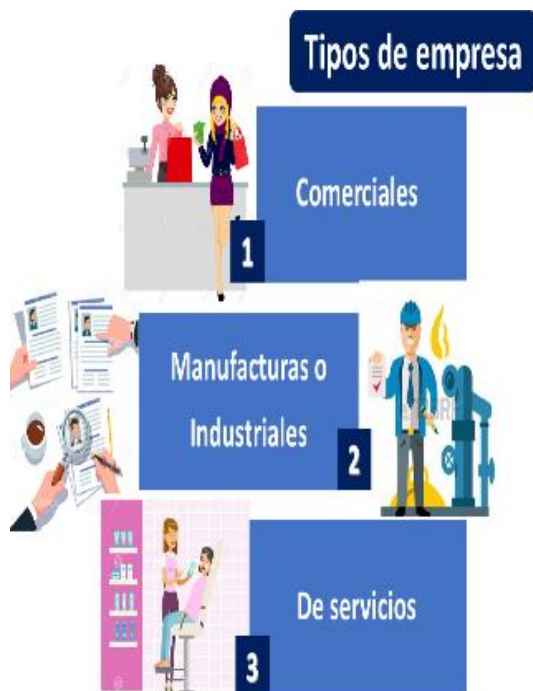 Tipos de empresa
Comerciales
1
Manufacturas o
Industriales
2
De servicios
3